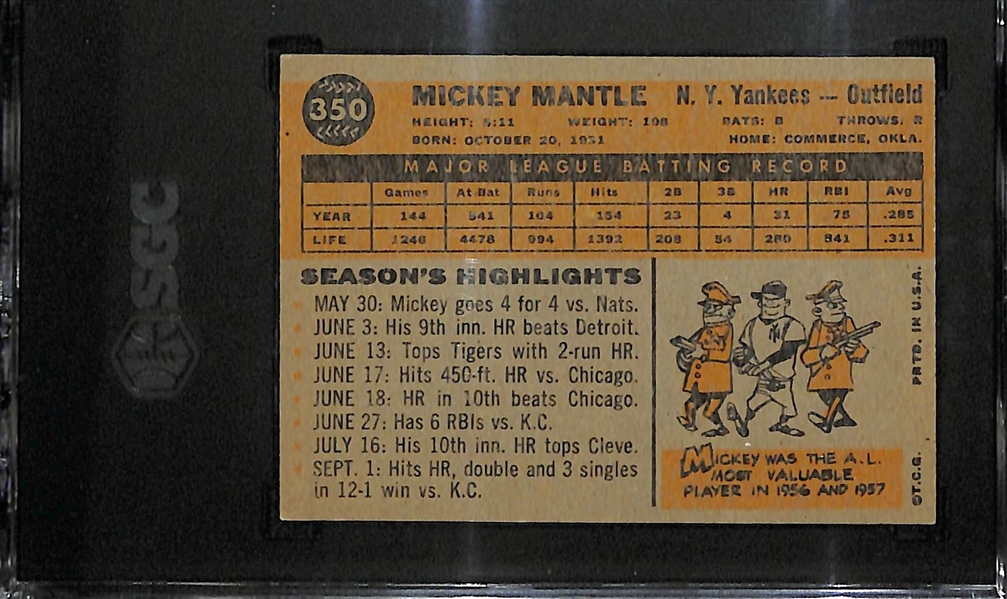 SGC
350
MICKEY MANTLE N. Y. Yankees — Outfield
HEIGHT: 5:11 WEIGHT: 198 BATS: B THROWS: R
BORN: OCTOBER 20, 1931 HOME: COMMERCE, OKLA.
MAJOR LEAGUE BATTING RECORD
Games At Bat Runs Hits 2B 3B HR RBI Avg
YEAR 144 541 104 154 23 4 31 75 .285
LIFE 1246 4478 994 1392 208 54 280 841 .311
SEASON'S HIGHLIGHTS
MAY 30: Mickey goes 4 for 4 vs. Nats.
JUNE 3: His 9th inn. HR beats Detroit.
JUNE 13: Tops Tigers with 2-run HR.
JUNE 17: Hits 450-ft. HR vs. Chicago.
JUNE 18: HR in 10th beats Chicago.
JUNE 27: Has 6 RBIs vs. K.C.
JULY 16: His 10th inn. HR tops Cleve.
SEPT. 1: Hits HR, double and 3 singles
in 12-1 win vs. K.C.
NY
MICKEY WAS THE A.L.
MOST VALUABLE
PLAYER IN 1956 AND 1957
©T.C.G. PRTD. IN U.S.A.